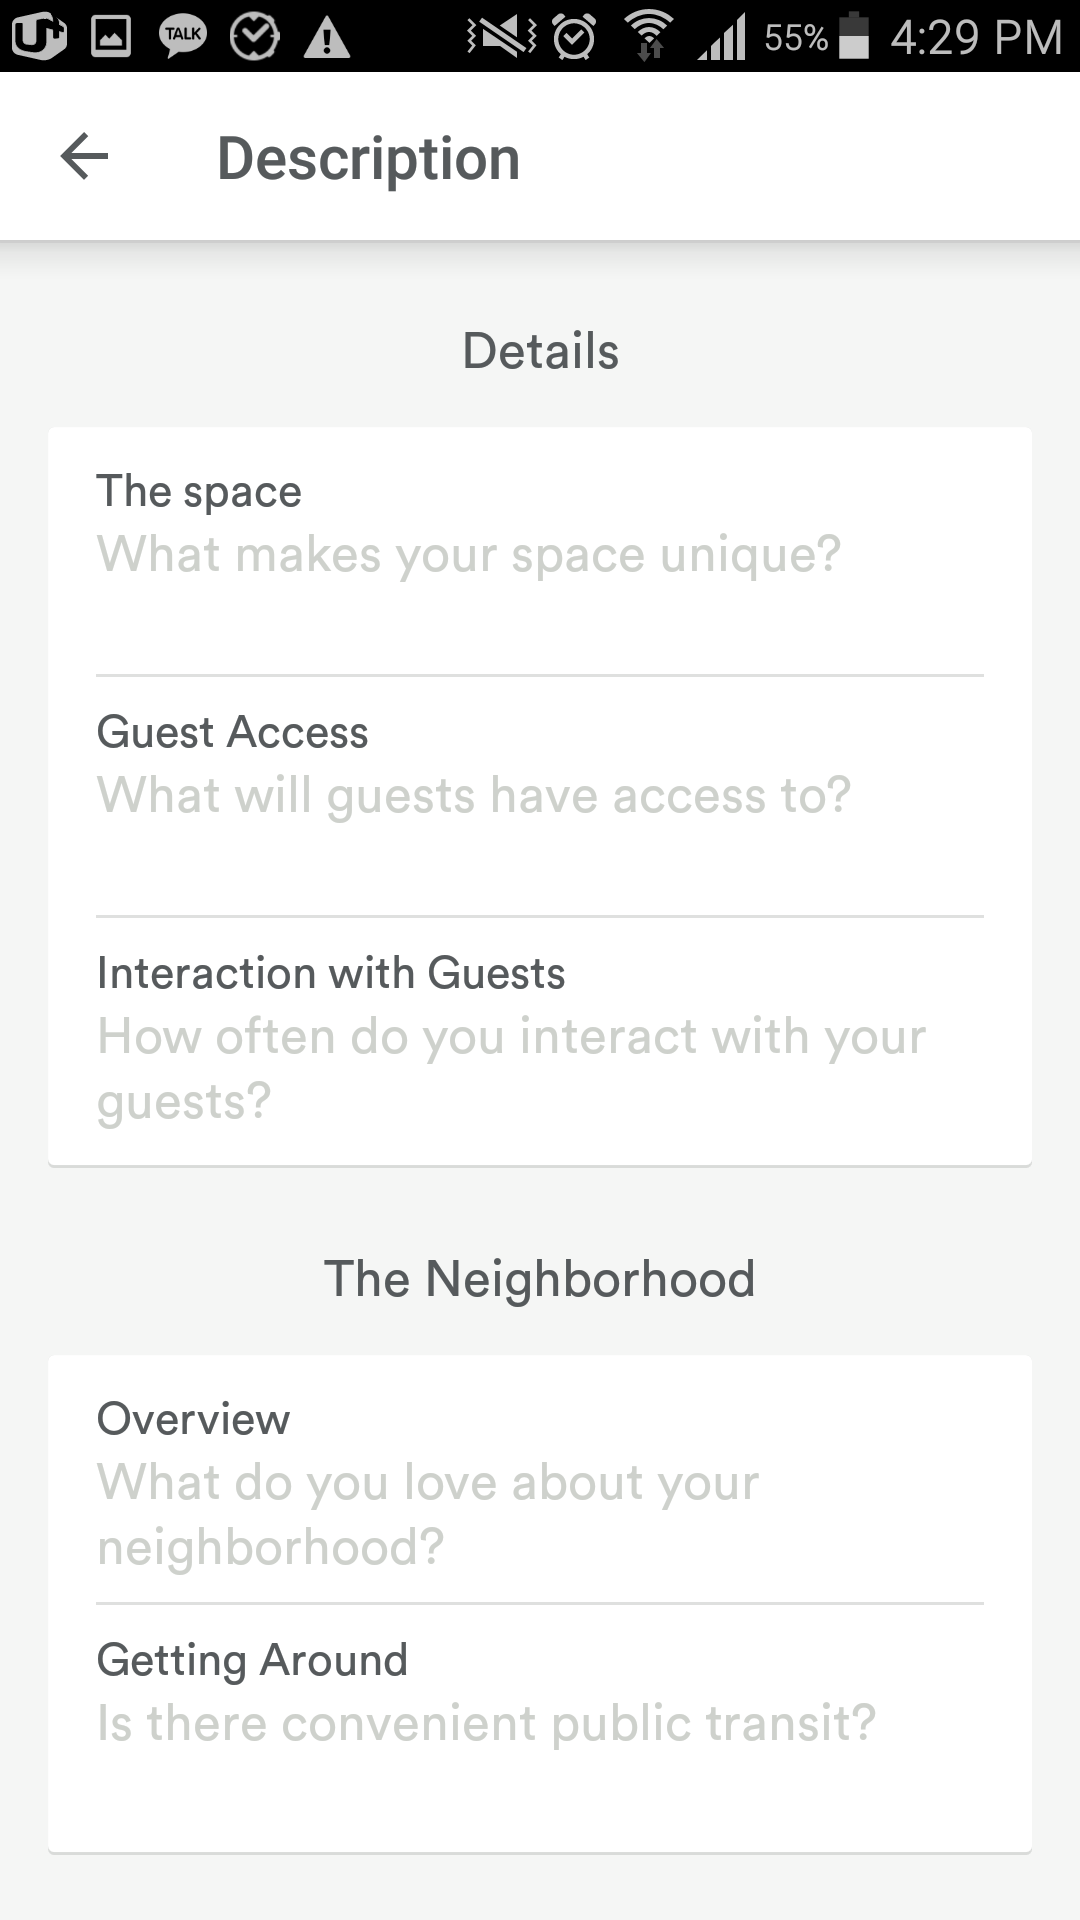 U+ TALK 55% 4:29 PM
Description
Details
The space
What makes your space unique?
Guest Access
What will guests have access to?
Interaction with Guests
How often do you interact with your
guests?
The Neighborhood
Overview
What do you love about your
neighborhood?
Getting Around
Is there convenient public transit?